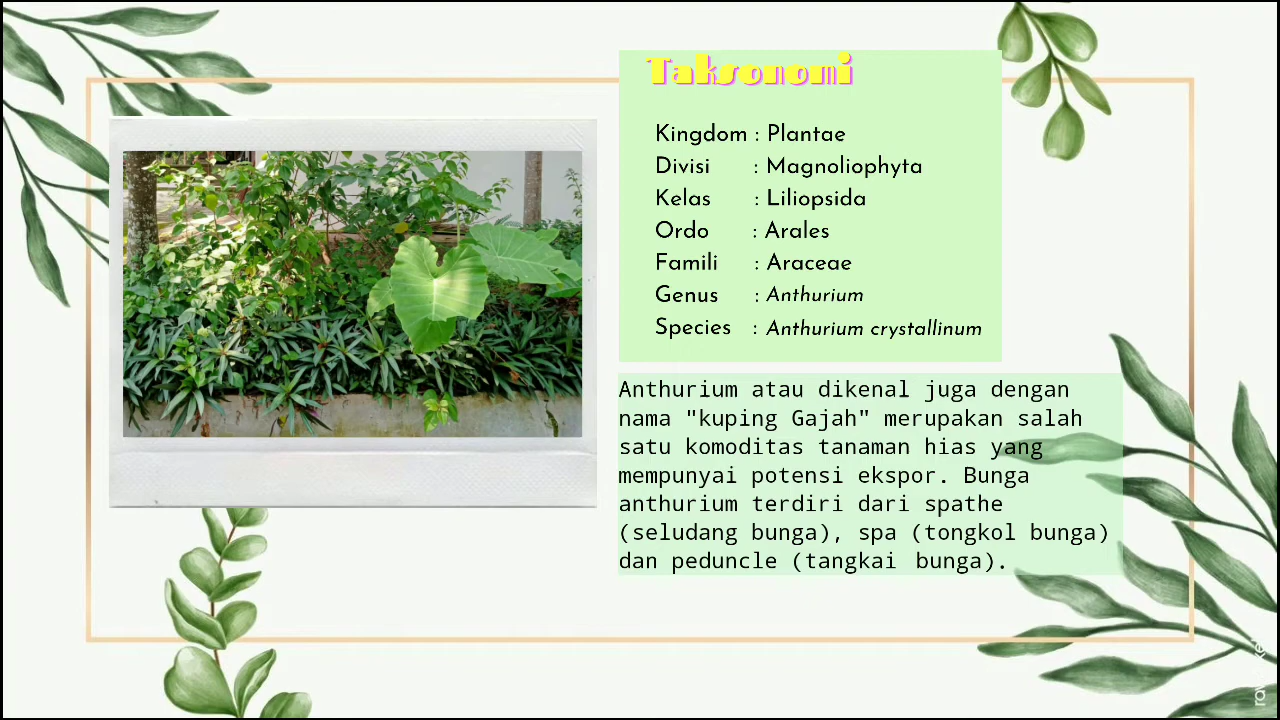 Taksonomi
Kingdom : Plantae
Divisi : Magnoliophyta
Kelas : Liliopsida
Ordo : Arales
Famili : Araceae
Genus : Anthurium
Species : Anthurium crystallinum
Anthurium atau dikenal juga dengan
nama "kuping Gajah" merupakan salah
satu komoditas tanaman hias yang
mempunyai potensi ekspor. Bunga
anthurium terdiri dari spathe
(seludang bunga), spa (tongkol bunga)
dan peduncle (tangkai bunga).